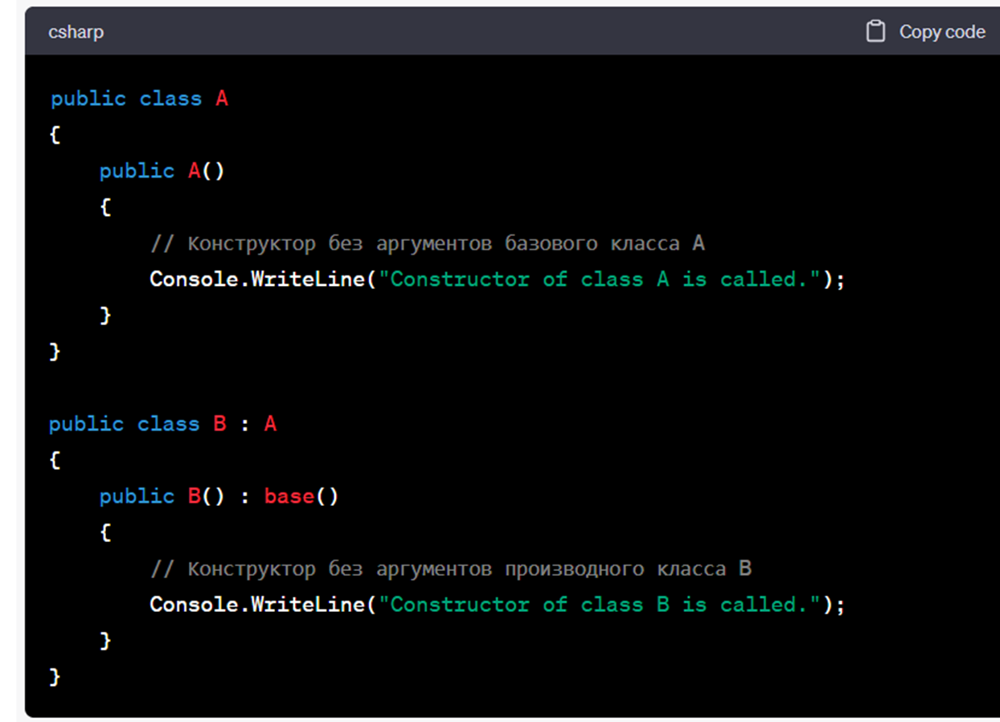 csharp
Copy code
public class A
{
    public A()
    {
        // Конструктор без аргументов базового класса A
        Console.WriteLine("Constructor of class A is called.");
    }
}

public class B : A
{
    public B() : base()
    {
        // Конструктор без аргументов производного класса B
        Console.WriteLine("Constructor of class B is called.");
    }
}